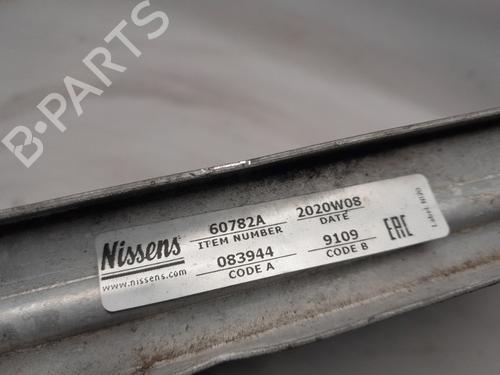 B-PARTS
Nissens
www.nissens.com
60782A
ITEM NUMBER
2020W08
DATE
083944
CODE A
9109
CODE B
EAC